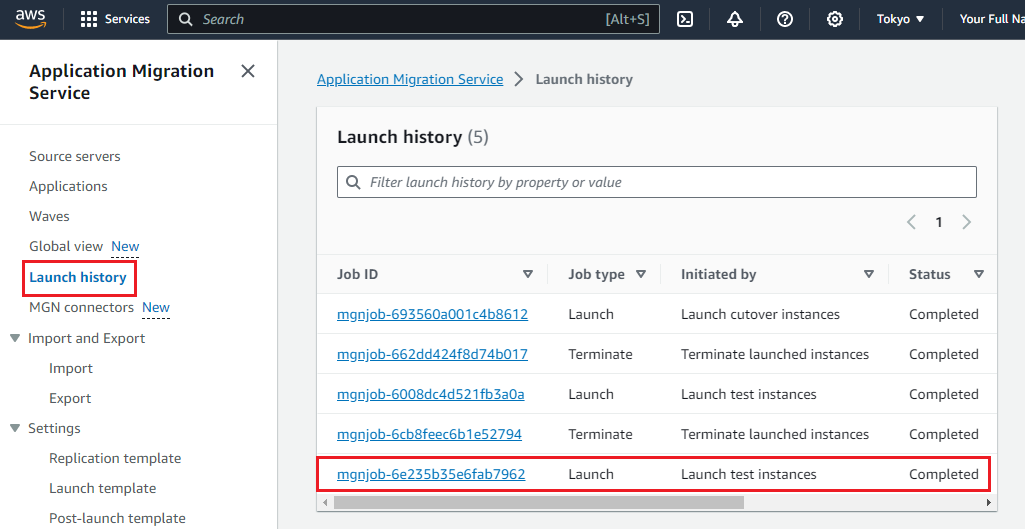 aws Services Search [Alt+S] Tokyo Your Full Na
Application Migration
Service
Source servers
Applications
Waves
Global view New
Launch history
MGN connectors New
Import and Export
Import
Export
Settings
Replication template
Launch template
Post-launch template
Application Migration Service Launch history
Launch history (5)
Filter launch history by property or value
1
Job ID Job type Initiated by Status
mgnjob-693560a001c4b8612 Launch Launch cutover instances Completed
mgnjob-662dd424f8d74b017 Terminate Terminate launched instances Completed
mgnjob-6008dc4d521fb3a0a Launch Launch test instances Completed
mgnjob-6cb8feec6b1e52794 Terminate Terminate launched instances Completed
mgnjob-6e235b35e6fab7962 Launch Launch test instances Completed